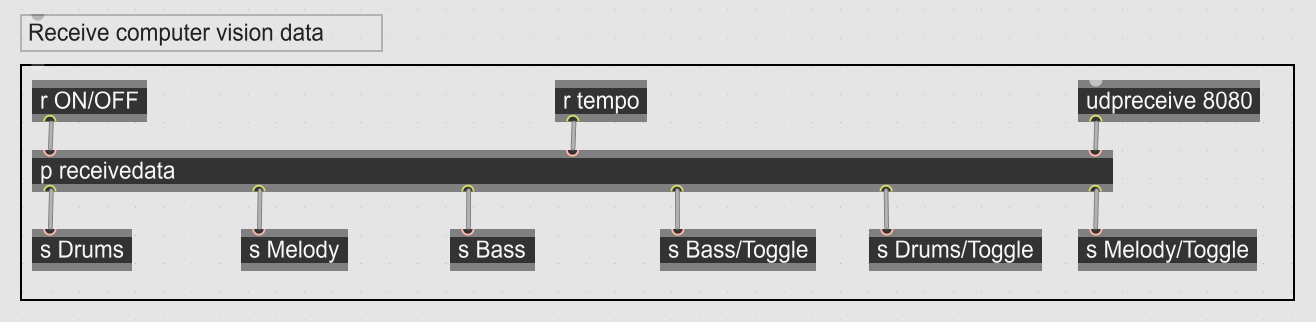 Receive computer vision data
r ON/OFF
r tempo
udpreceive 8080
p receivedata
s Drums
s Melody
s Bass
s Bass/Toggle
s Drums/Toggle
s Melody/Toggle